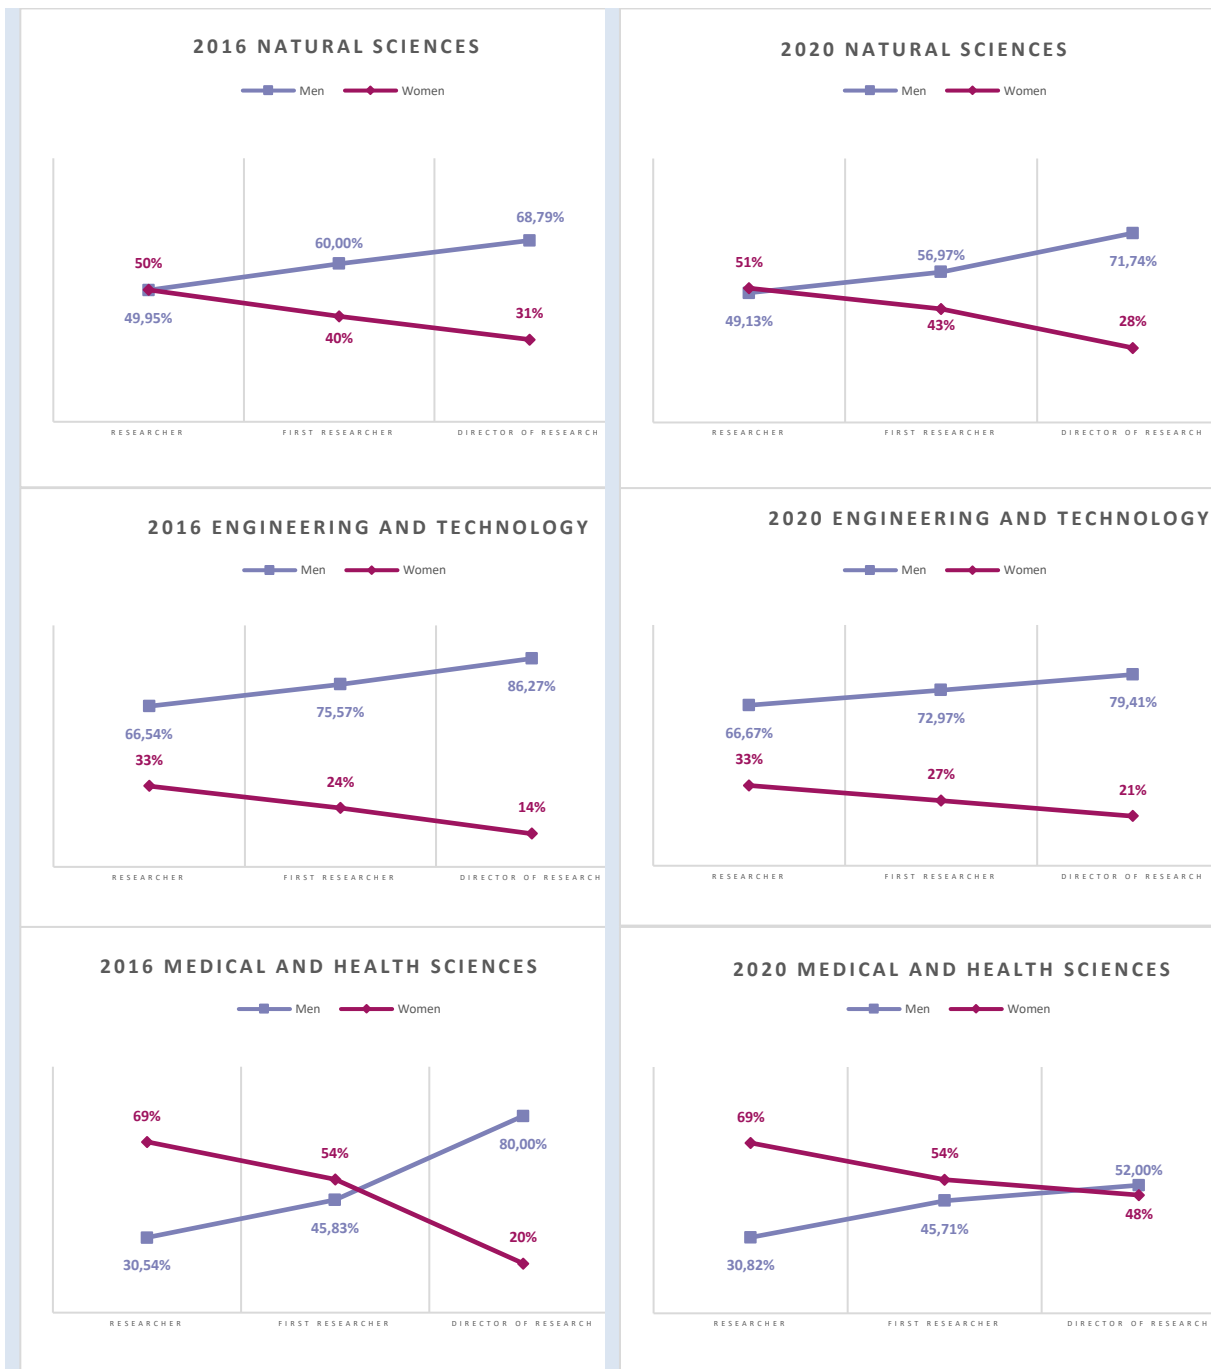 2016 NATURAL SCIENCES
Men Women
68,79%
60,00%
50%
49,95%
40%
31%
RESEARCHER FIRST RESEARCHER DIRECTOR OF RESEARCH
2020 NATURAL SCIENCES
Men Women
71,74%
56,97%
51%
49,13%
43%
28%
RESEARCHER FIRST RESEARCHER DIRECTOR OF RESEARCH
2016 ENGINEERING AND TECHNOLOGY
Men Women
86,27%
75,57%
66,54%
33%
24%
14%
RESEARCHER FIRST RESEARCHER DIRECTOR OF RESEARCH
2020 ENGINEERING AND TECHNOLOGY
Men Women
79,41%
72,97%
66,67%
33%
27%
21%
RESEARCHER FIRST RESEARCHER DIRECTOR OF RESEARCH
2016 MEDICAL AND HEALTH SCIENCES
Men Women
69%
80,00%
54%
45,83%
20%
30,54%
RESEARCHER FIRST RESEARCHER DIRECTOR OF RESEARCH
2020 MEDICAL AND HEALTH SCIENCES
Men Women
69%
54%
52,00%
48%
45,71%
30,82%
RESEARCHER FIRST RESEARCHER DIRECTOR OF RESEARCH